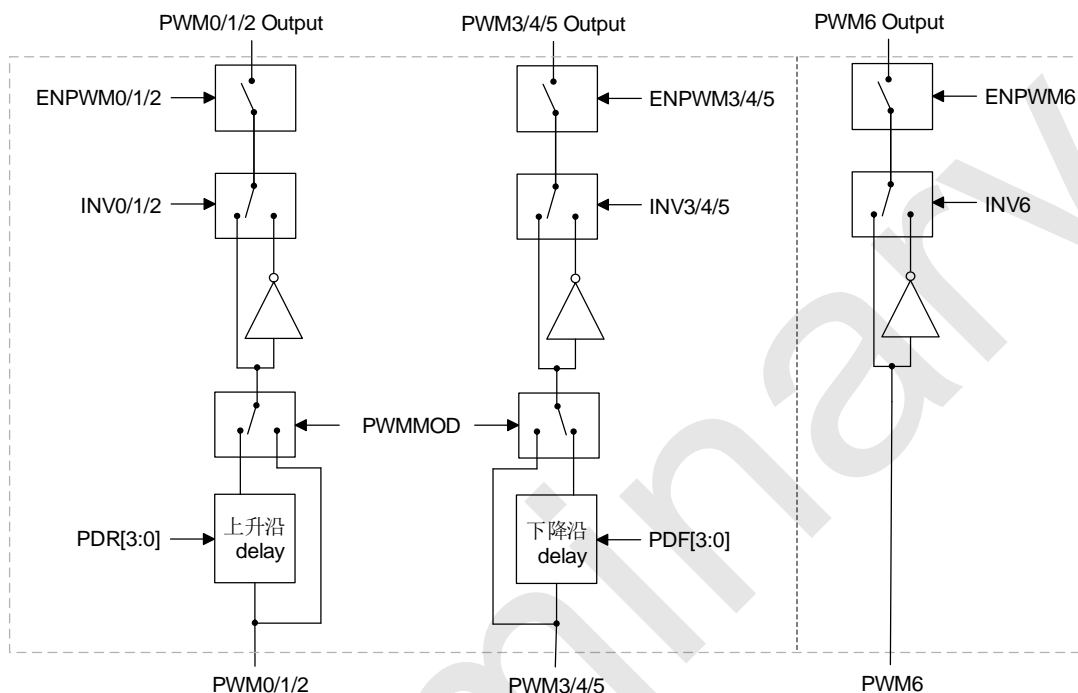 PWM0/1/2 Output
PWM3/4/5 Output
PWM6 Output
ENPWM0/1/2
ENPWM3/4/5
ENPWM6
INV0/1/2
INV3/4/5
INV6
PWMMOD
PDR[3:0]
上升沿
delay
下降沿
delay
PDF[3:0]
PWM0/1/2
PWM3/4/5
PWM6
minary